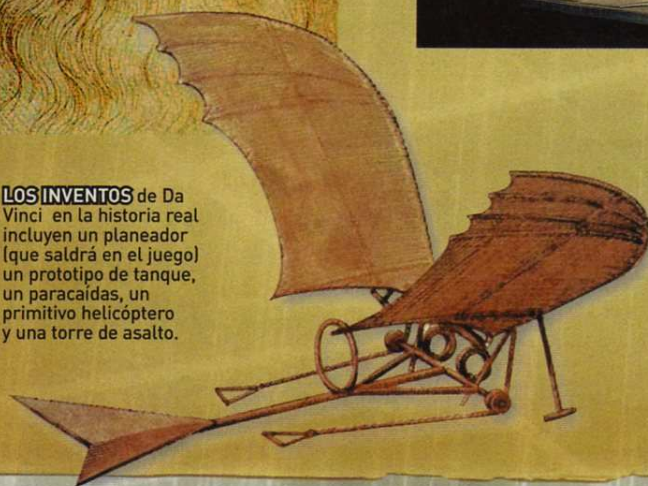 LOS INVENTOS de Da
Vinci en la historia real
incluyen un planeador
(que saldrá en el juego)
un prototipo de tanque,
un paracaídas, un
primitivo helicóptero
y una torre de asalto.